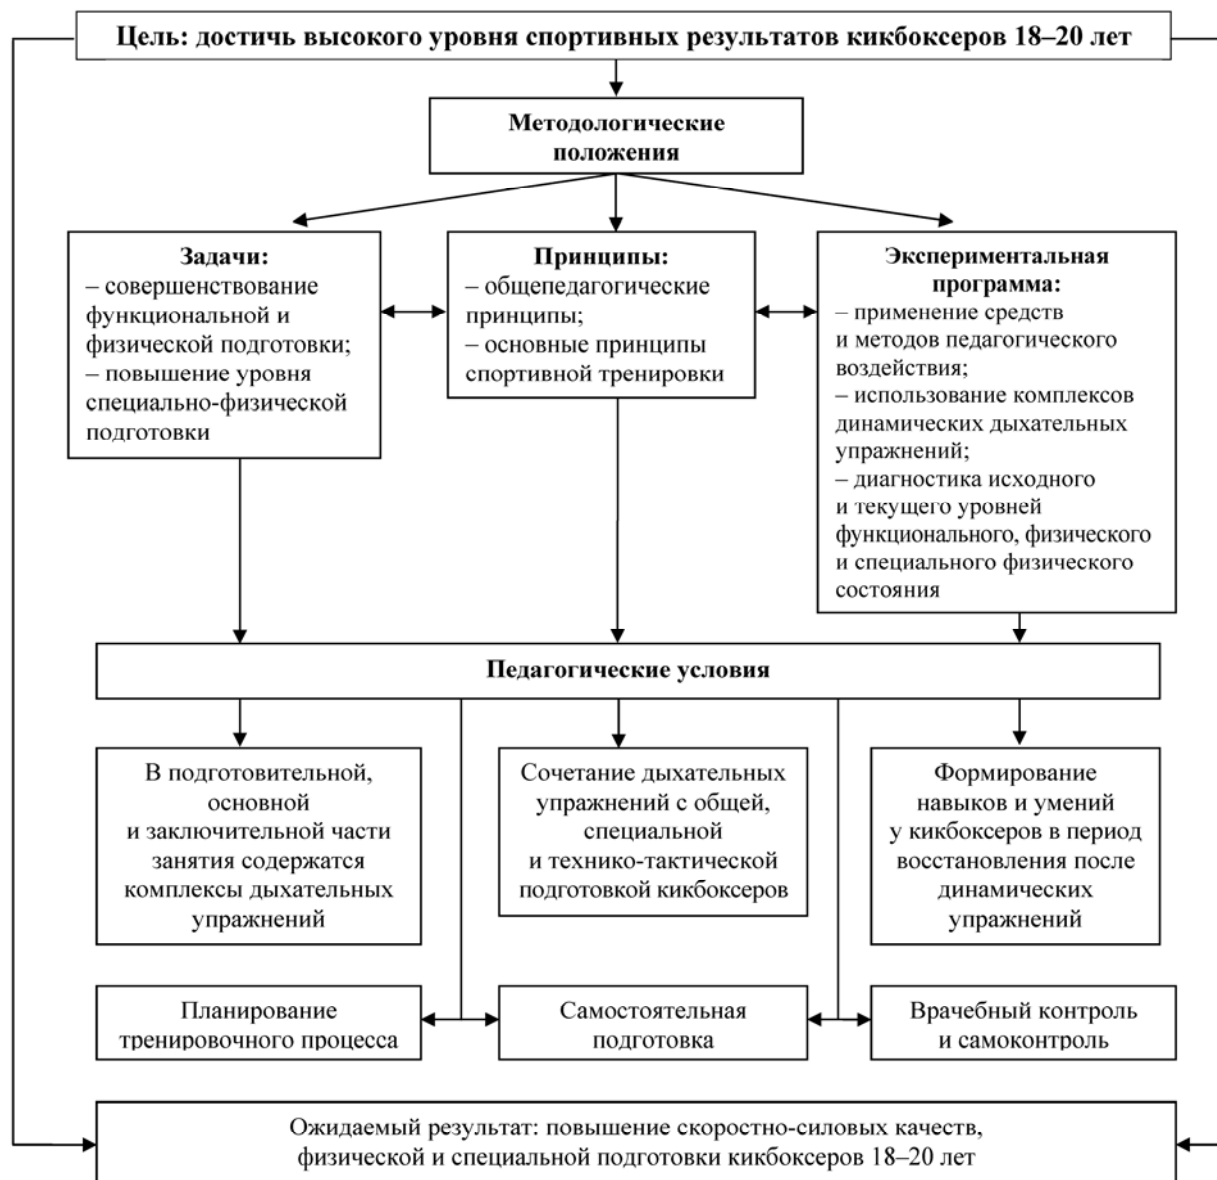 Цель: достичь высокого уровня спортивных результатов кикбоксеров 18–20 лет
Методологические
положения
Задачи:
– совершенствование
функциональной и
физической подготовки;
– повышение уровня
специально-физической
подготовки
Принципы:
– общепедагогические
принципы;
– основные принципы
спортивной тренировки
Экспериментальная
программа:
– применение средств
и методов педагогического
воздействия;
– использование комплексов
динамических дыхательных
упражнений;
– диагностика исходного
и текущего уровней
функционального, физического
и специального физического
состояния
Педагогические условия
В подготовительной,
основной
и заключительной части
занятия содержатся
комплексы дыхательных
упражнений
Сочетание дыхательных
упражнений с общей,
специальной
и технико-тактической
подготовкой кикбоксеров
Формирование
навыков и умений
у кикбоксеров в период
восстановления после
динамических
упражнений
Планирование
тренировочного процесса
Самостоятельная
подготовка
Врачебный контроль
и самоконтроль
Ожидаемый результат: повышение скоростно-силовых качеств,
физической и специальной подготовки кикбоксеров 18–20 лет